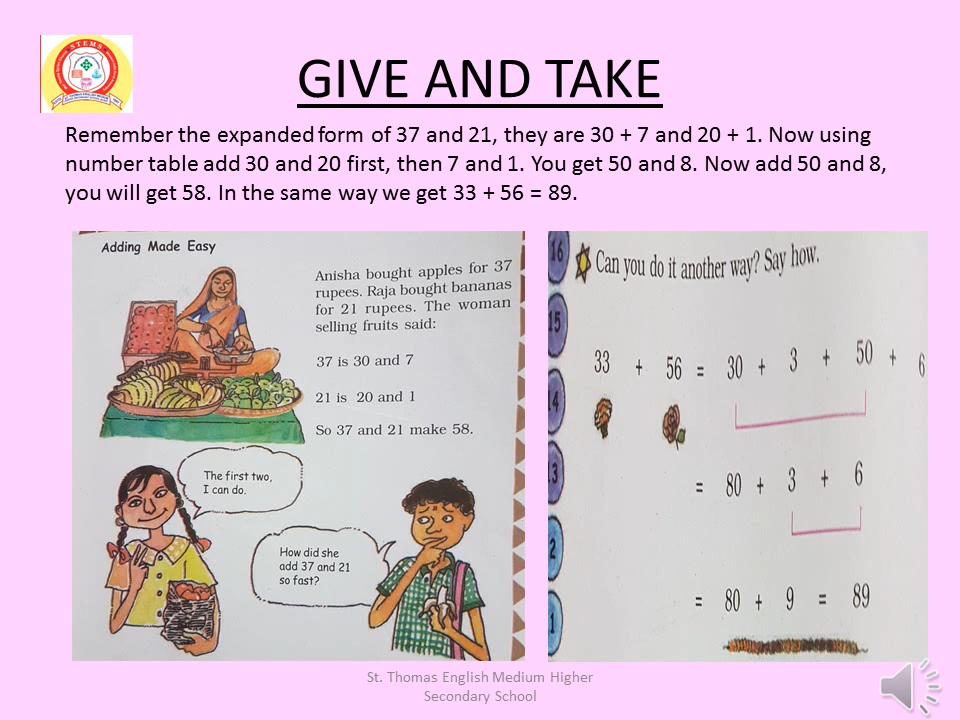 STEMS
GIVE AND TAKE
Remember the expanded form of 37 and 21, they are 30 + 7 and 20 + 1. Now using
number table add 30 and 20 first, then 7 and 1. You get 50 and 8. Now add 50 and 8,
you will get 58. In the same way we get 33 + 56 = 89.
Adding Made Easy
Anisha bought apples for 37
rupees. Raja bought bananas
for 21 rupees. The woman
selling fruits said:
37 is 30 and 7
21 is 20 and 1
So 37 and 21 make 58.
The first two,
I can do.
How did she
add 37 and 21
so fast?
16
15
14
13
2
1
Can you do it another way? Say how.
33 + 56 = 30 + 3 + 50 + 6
= 80 + 3 + 6
= 80 + 9 = 89
St. Thomas English Medium Higher
Secondary School